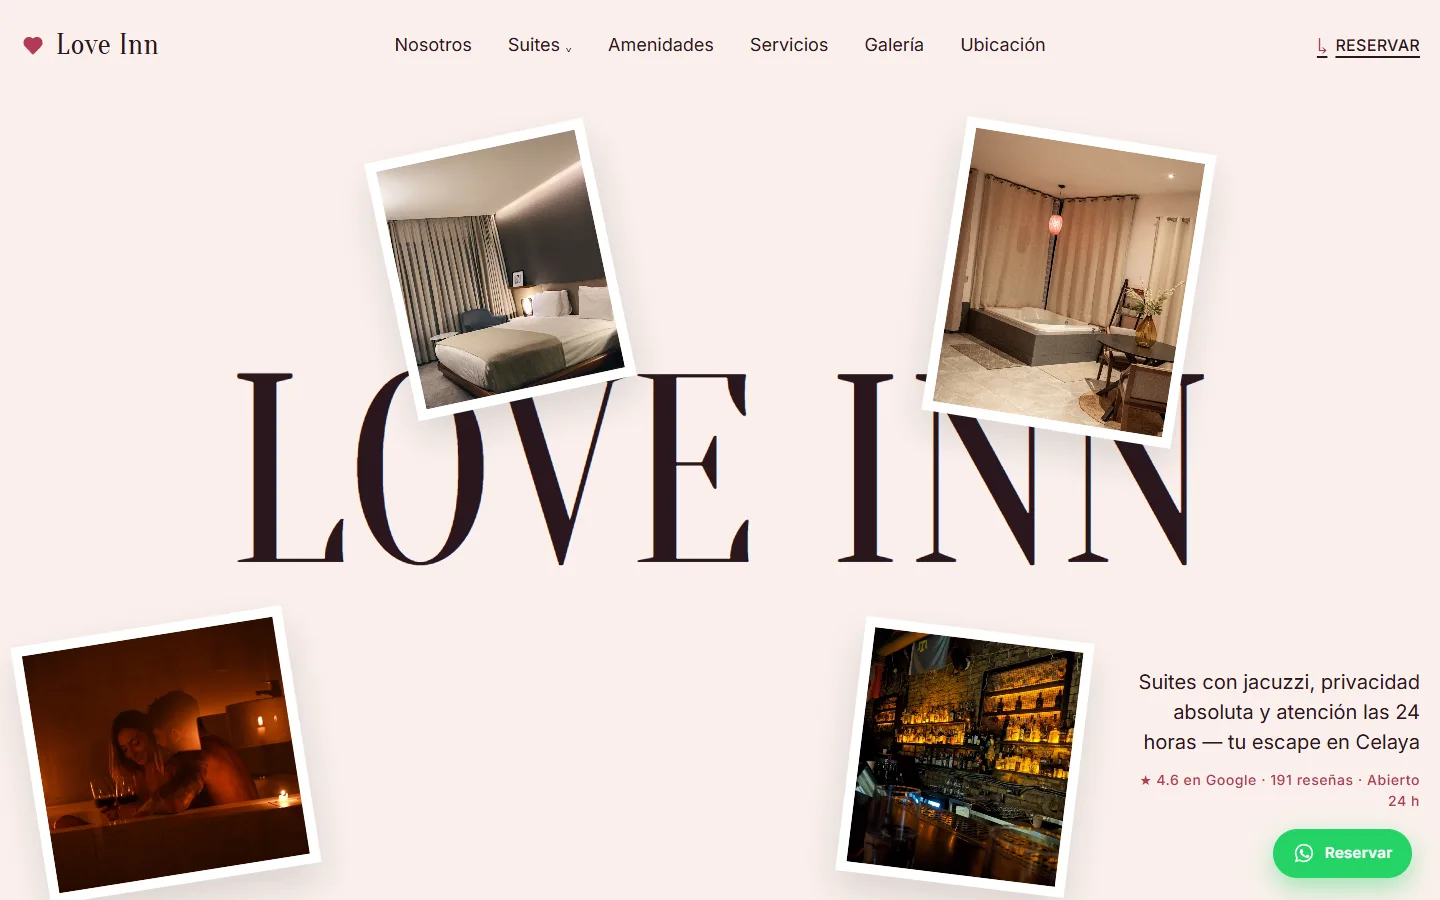 Love Inn
Nosotros
Suites
Amenidades
Servicios
Galería
Ubicación
↳ RESERVAR
LOVE INN
Suites con jacuzzi, privacidad
absoluta y atención las 24
horas — tu escape en Celaya
★ 4.6 en Google · 191 reseñas · Abierto
24 h
Reservar